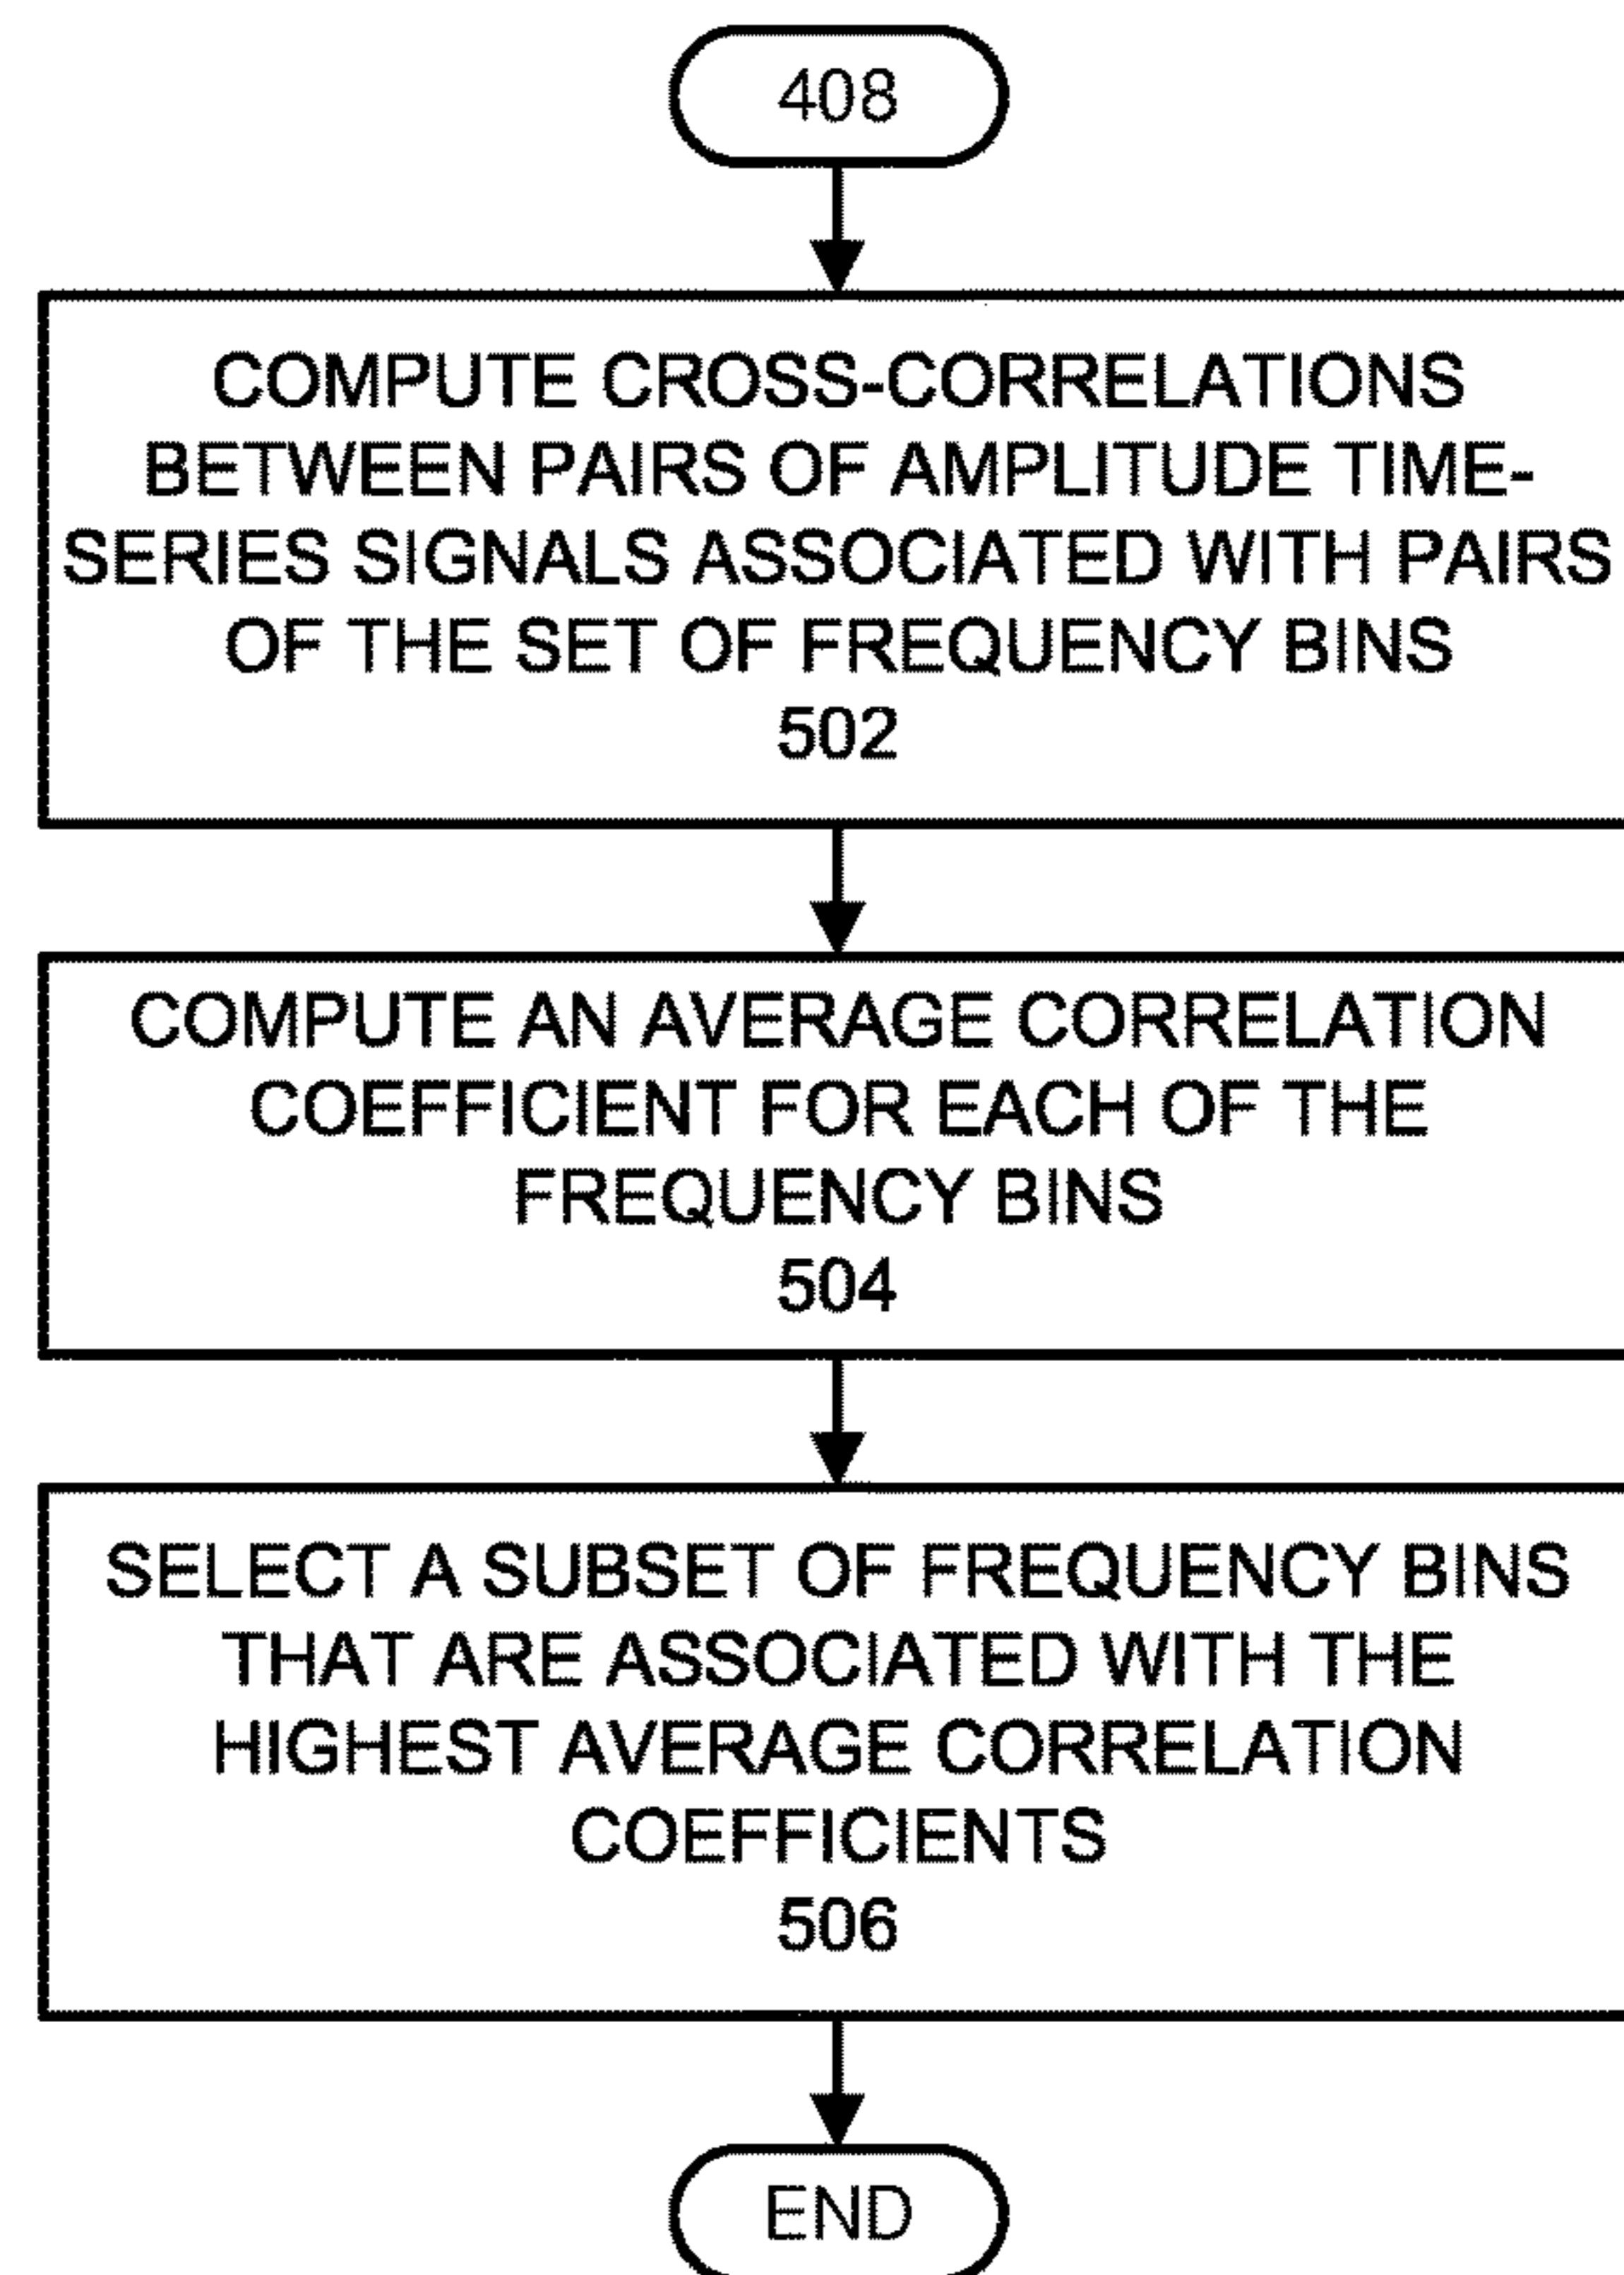 408
COMPUTE CROSS-CORRELATIONS
BETWEEN PAIRS OF AMPLITUDE TIME-
SERIES SIGNALS ASSOCIATED WITH PAIRS
OF THE SET OF FREQUENCY BINS
502
COMPUTE AN AVERAGE CORRELATION
COEFFICIENT FOR EACH OF THE
FREQUENCY BINS
504
SELECT A SUBSET OF FREQUENCY BINS
THAT ARE ASSOCIATED WITH THE
HIGHEST AVERAGE CORRELATION
COEFFICIENTS
506
END